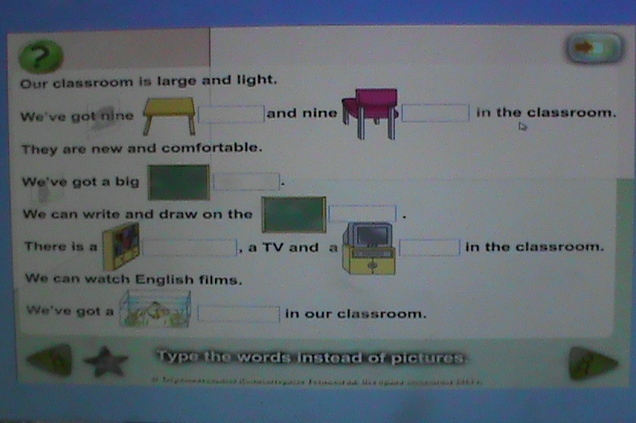 ?
Our classroom is large and light.
We've got nine and nine in the classroom.
They are new and comfortable.
We've got a big .
We can write and draw on the .
There is a , a TV and a in the classroom.
We can watch English films.
We've got a in our classroom.
Type the words instead of pictures.